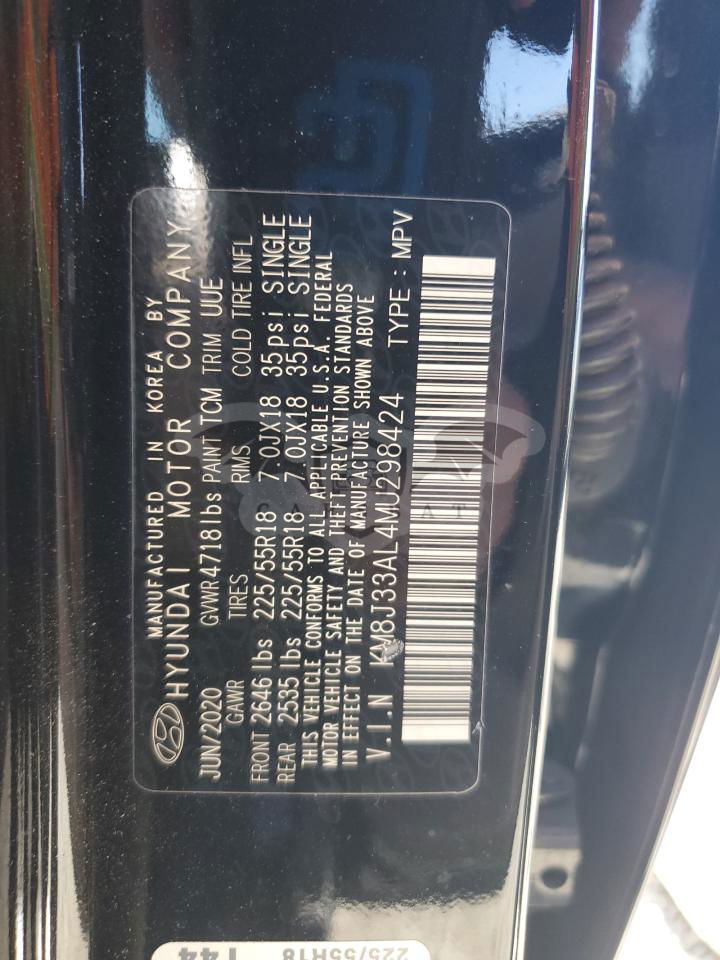 MANUFACTURED IN KOREA BY
HYUNDAI MOTOR COMPANY
JUN/2020 GVWR 4718 lbs PAINT TCM TRIM UUE
GAWR TIRES RIMS COLD TIRE INFL
FRONT 2646 lbs 225/55R18 7.0JX18 35psi SINGLE
REAR 2535 lbs 225/55R18 7.0JX18 35psi SINGLE
THIS VEHICLE CONFORMS TO ALL APPLICABLE U.S.A. FEDERAL
MOTOR VEHICLE SAFETY AND THEFT PREVENTION STANDARDS
IN EFFECT ON THE DATE OF MANUFACTURE SHOWN ABOVE
V.I.N KM8J33AL4MU298424 TYPE : MPV
225/55R18